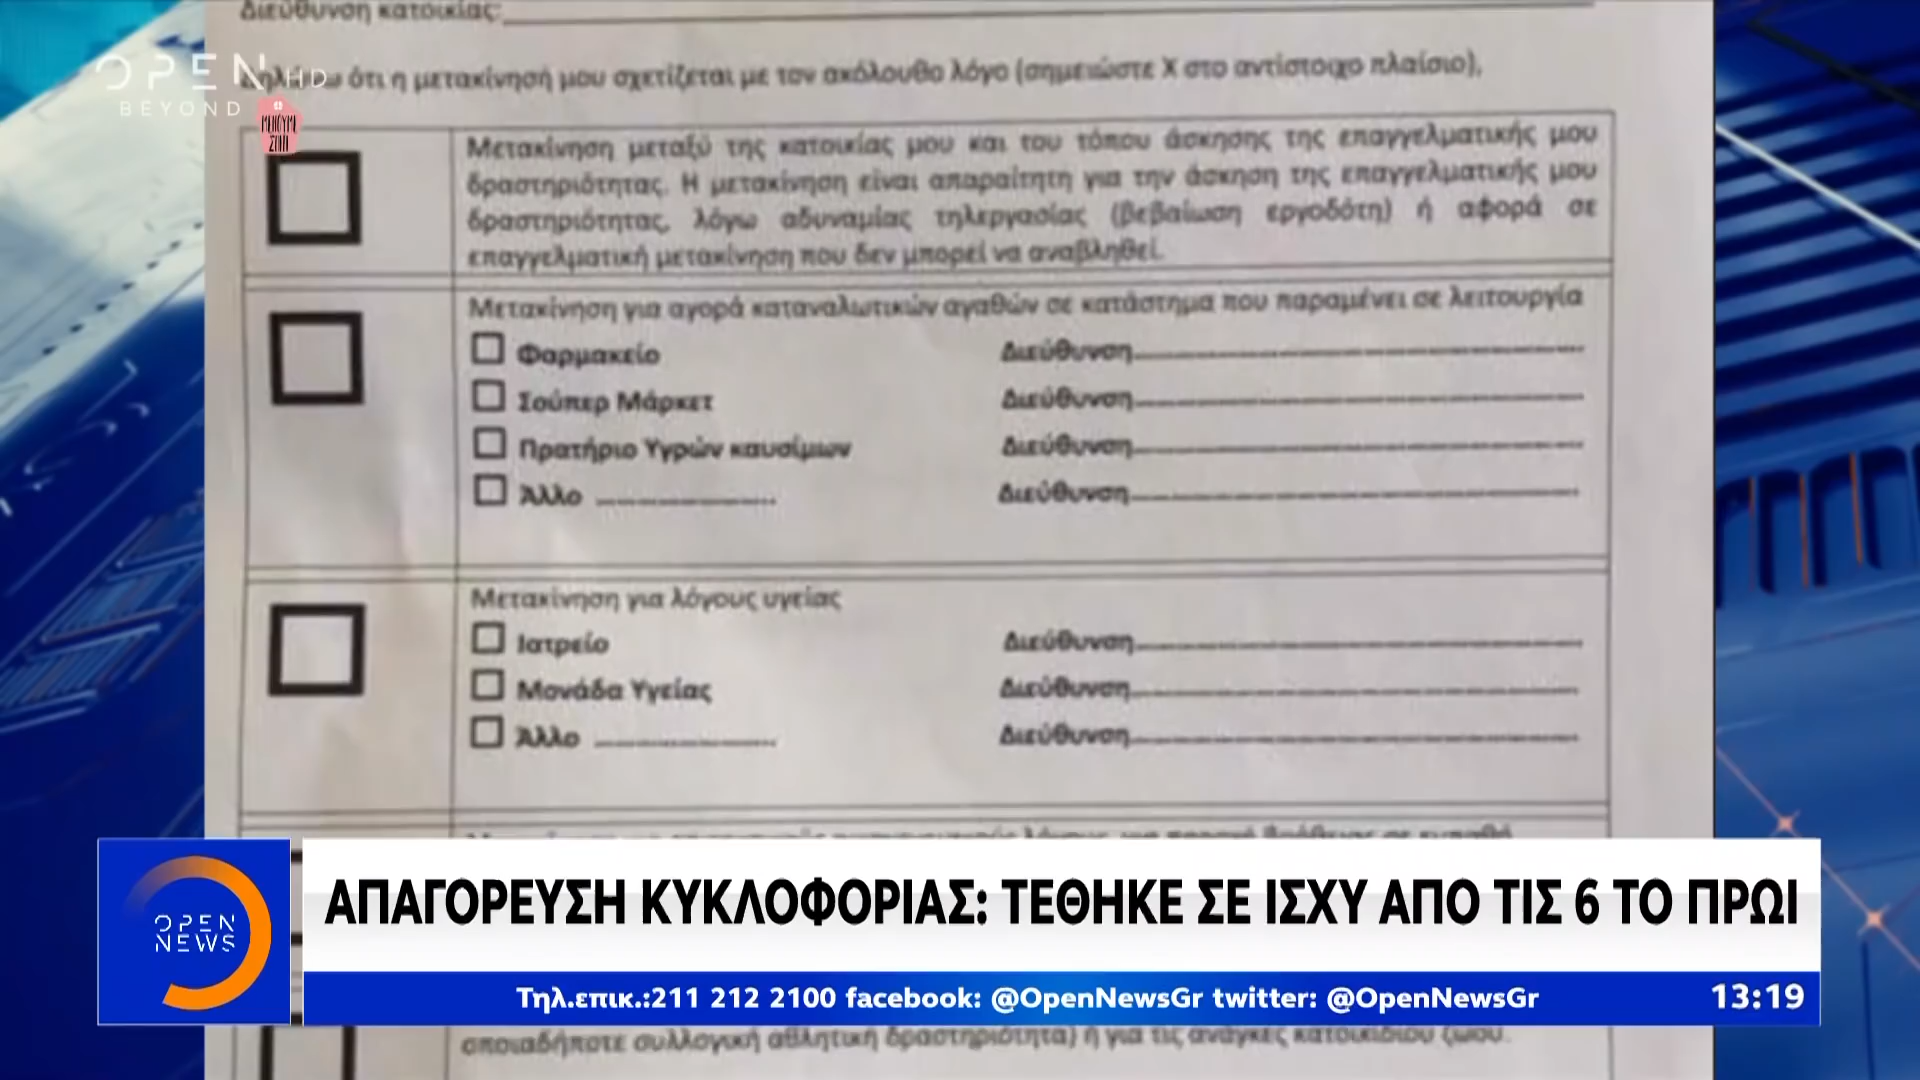 Διεύθυνση κατοικίας:
OPEN HD
BEYOND
ότι η μετακίνησή μου σχετίζεται με τον ακόλουθο λόγο (σημειώστε Χ στο αντίστοιχο πλαίσιο),
ΜΕΝΟΥΜΕ
ΣΠΙΤΙ
Μετακίνηση μεταξύ της κατοικίας μου και του τόπου άσκησης της επαγγελματικής μου
δραστηριότητας. Η μετακίνηση είναι απαραίτητη για την άσκηση της επαγγελματικής μου
δραστηριότητας, λόγω αδυναμίας τηλεργασίας (βεβαίωση εργοδότη) ή αφορά σε
επαγγελματική μετακίνηση που δεν μπορεί να αναβληθεί.
Μετακίνηση για αγορά καταναλωτικών αγαθών σε κατάστημα που παραμένει σε λειτουργία
Φαρμακείο Διεύθυνση
Σούπερ Μάρκετ Διεύθυνση
Πρατήριο Υγρών καυσίμων Διεύθυνση
Άλλο Διεύθυνση
Μετακίνηση για λόγους υγείας
Ιατρείο Διεύθυνση
Μονάδα Υγείας Διεύθυνση
Άλλο Διεύθυνση
OPEN
NEWS
ΑΠΑΓΟΡΕΥΣΗ ΚΥΚΛΟΦΟΡΙΑΣ: ΤΕΘΗΚΕ ΣΕ ΙΣΧΥ ΑΠΟ ΤΙΣ 6 ΤΟ ΠΡΩΙ
Τηλ.επικ.:211 212 2100 facebook: @OpenNewsGr twitter: @OpenNewsGr 13:19
οποιαδήποτε συλλογική αθλητική δραστηριότητα) ή για τις ανάγκες κατοικιδίου ζώου.